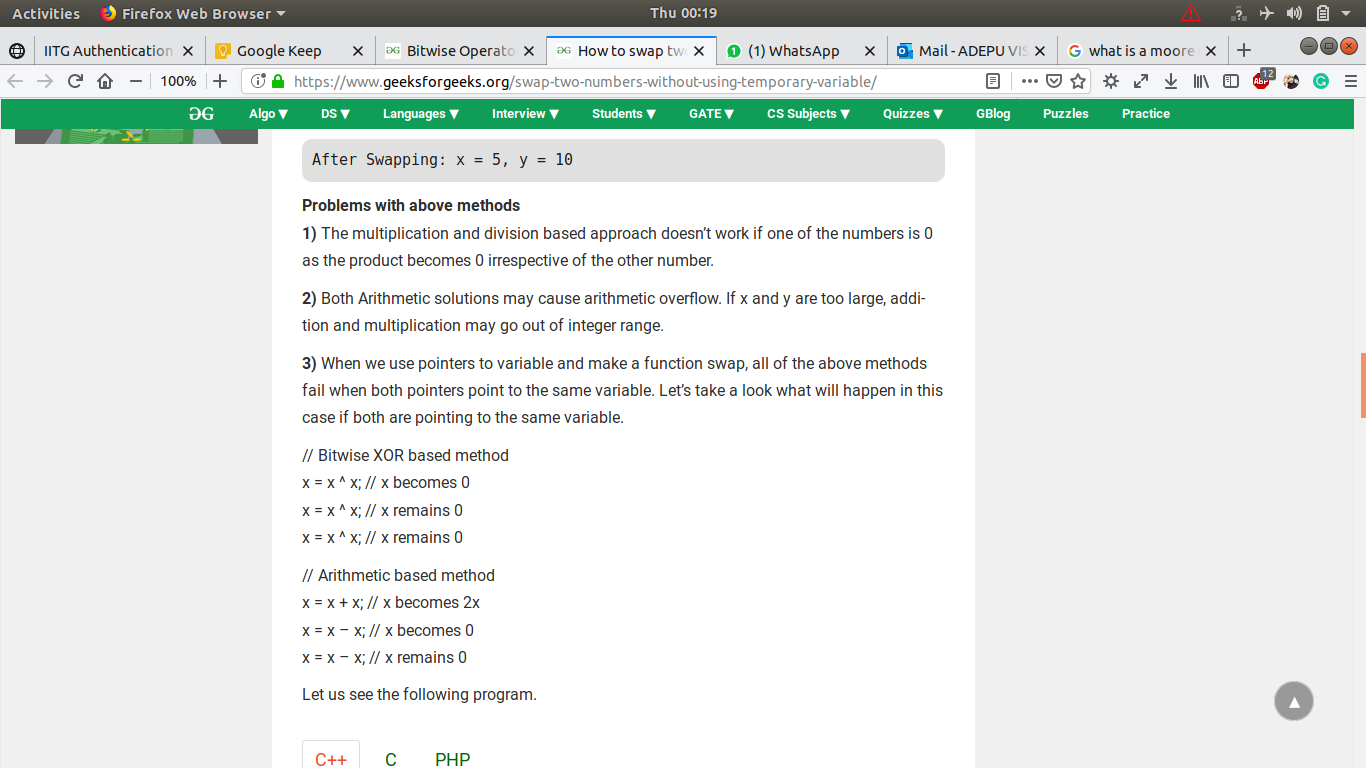 Activities Firefox Web Browser Thu 00:19
IITG Authentication Google Keep Bitwise Operato How to swap tw (1) WhatsApp Mail - ADEPU VIS what is a moore
100% https://www.geeksforgeeks.org/swap-two-numbers-without-using-temporary-variable/ 12 ABP
Algo ▼ DS ▼ Languages ▼ Interview ▼ Students ▼ GATE ▼ CS Subjects ▼ Quizzes ▼ GBlog Puzzles Practice
After Swapping: x = 5, y = 10
Problems with above methods
1) The multiplication and division based approach doesn’t work if one of the numbers is 0
as the product becomes 0 irrespective of the other number.
2) Both Arithmetic solutions may cause arithmetic overflow. If x and y are too large, addi-
tion and multiplication may go out of integer range.
3) When we use pointers to variable and make a function swap, all of the above methods
fail when both pointers point to the same variable. Let’s take a look what will happen in this
case if both are pointing to the same variable.
// Bitwise XOR based method
x = x ^ x; // x becomes 0
x = x ^ x; // x remains 0
x = x ^ x; // x remains 0
// Arithmetic based method
x = x + x; // x becomes 2x
x = x – x; // x becomes 0
x = x – x; // x remains 0
Let us see the following program.
C++ C PHP